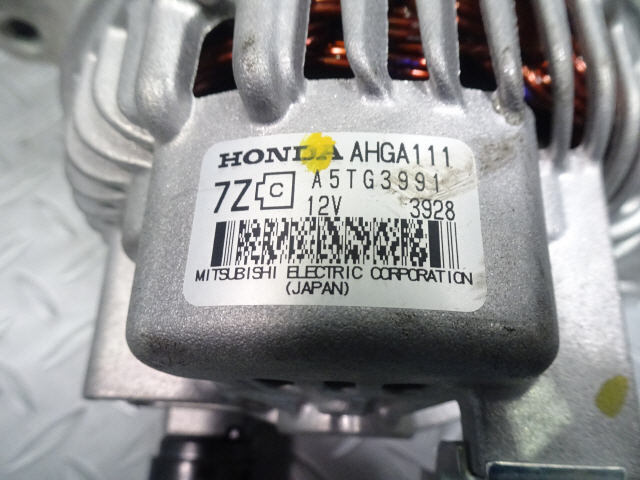 HONDA AHGA111
7Z C A5TG3991
12V 3928
MITSUBISHI ELECTRIC CORPORATION
(JAPAN)